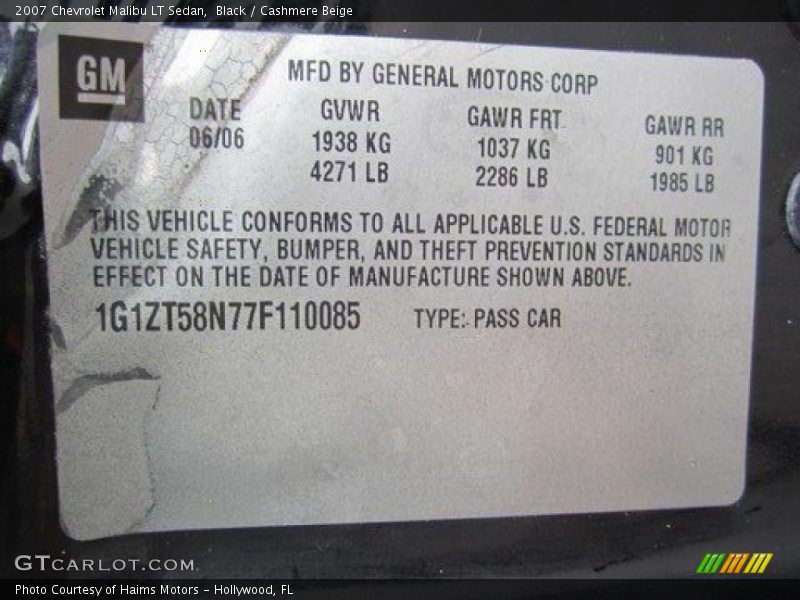 2007 Chevrolet Malibu LT Sedan, Black / Cashmere Beige
GM
MFD BY GENERAL MOTORS CORP
DATE GVWR GAWR FRT GAWR RR
06/06 1938 KG 1037 KG 901 KG
4271 LB 2286 LB 1985 LB
THIS VEHICLE CONFORMS TO ALL APPLICABLE U.S. FEDERAL MOTOR
VEHICLE SAFETY, BUMPER, AND THEFT PREVENTION STANDARDS IN
EFFECT ON THE DATE OF MANUFACTURE SHOWN ABOVE.
1G1ZT58N77F110085 TYPE: PASS CAR
GTCARLOT.COM
Photo Courtesy of Haims Motors - Hollywood, FL